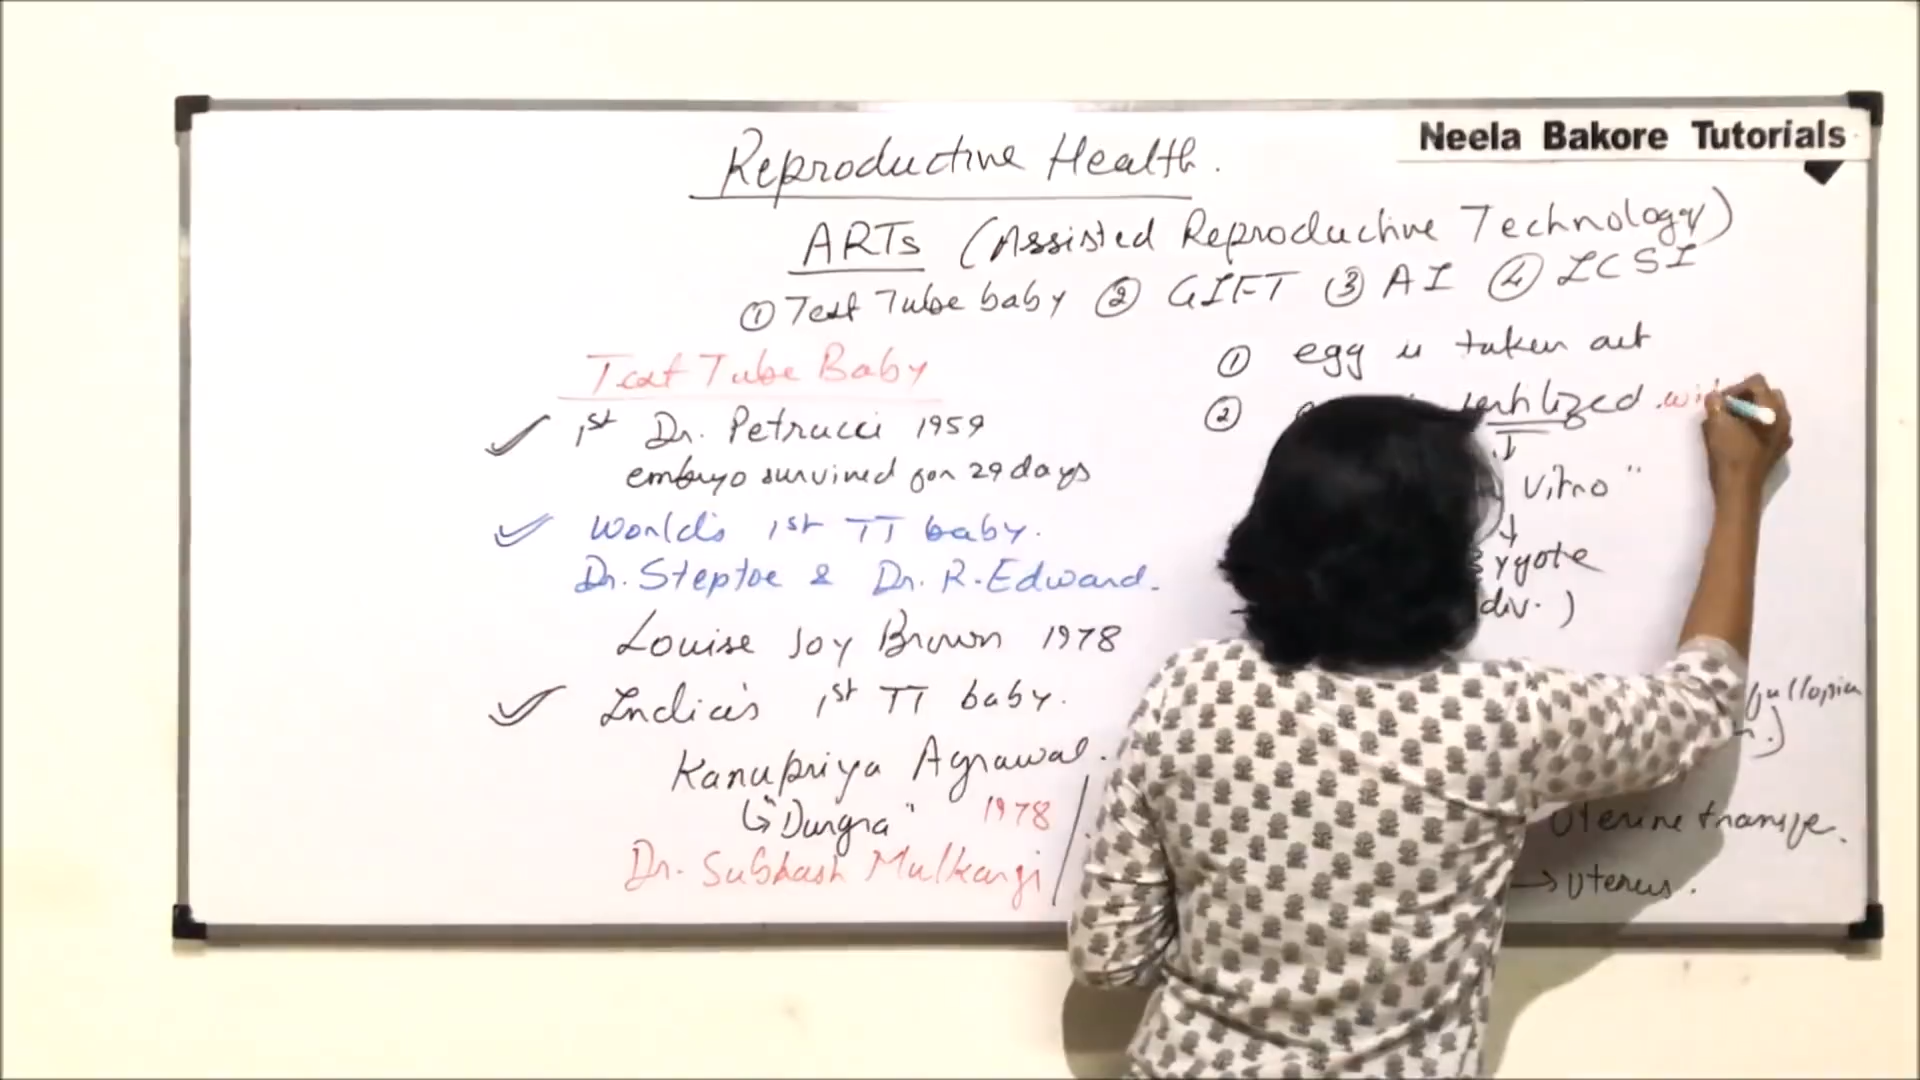 Neela Bakore Tutorials
Reproductive Health.
ARTs (Assisted Reproductive Technology)
① Test Tube baby ② GIFT ③ AI ④ ICSI
Test Tube Baby
1st Dr. Petrucci 1959
embryo survived for 29 days
World's 1st TT baby.
Dr. Steptoe & Dr. R. Edward.
Louise Joy Brown 1978
India's 1st TT baby.
Kanupriya Agrawal.
↳ "Durga" 1978
Dr. Subhash Mulkargi
① egg is taken out
② fertilized
↓
Vitro"
↓
zygote
div. )
fullopian
Uterine transfe.
→ Uterus.